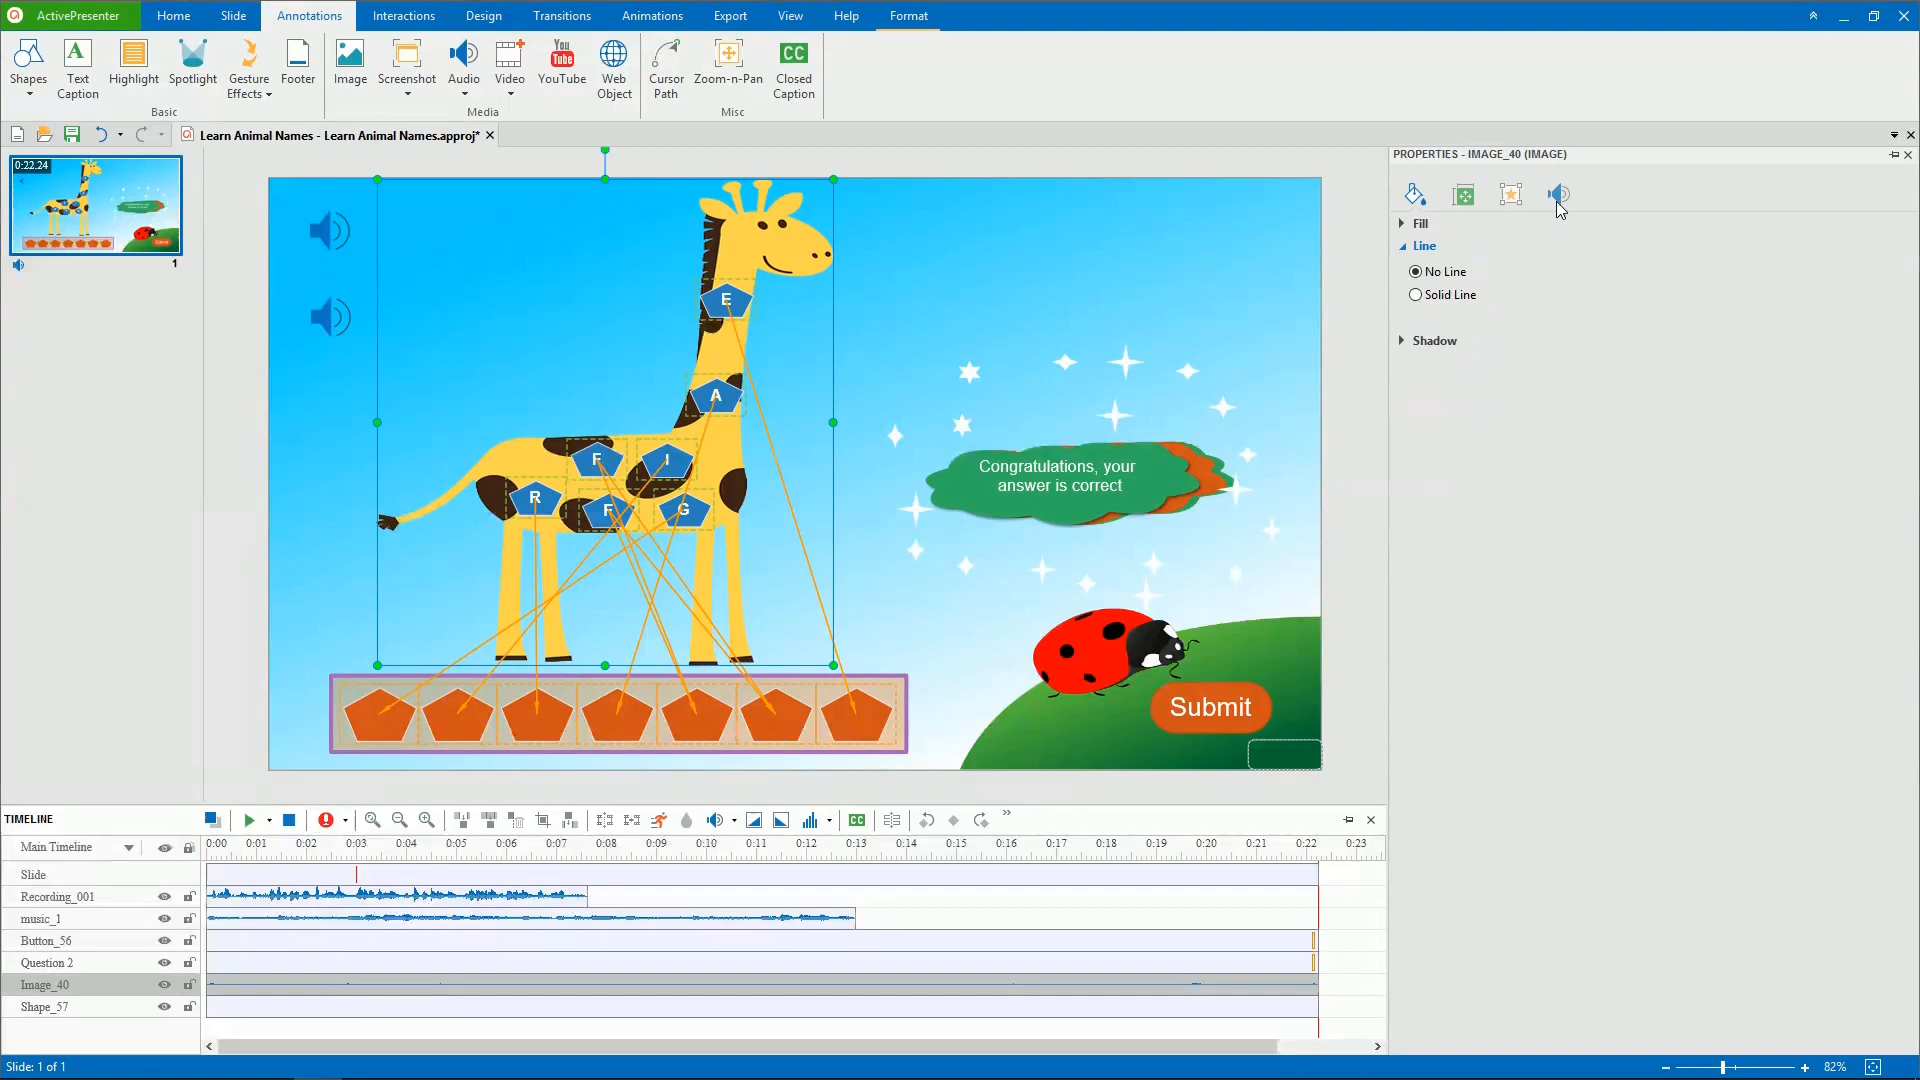 ActivePresenter
Home
Slide
Annotations
Interactions
Design
Transitions
Animations
Export
View
Help
Format
Shapes
Text Caption
Highlight
Spotlight
Gesture Effects
Footer
Image
Screenshot
Audio
You Tube
Video
YouTube
Web Object
Cursor Path
Zoom-n-Pan
CC
Closed Caption
Basic
Media
Misc
Learn Animal Names - Learn Animal Names.approj*
PROPERTIES - IMAGE_40 (IMAGE)
Fill
Line
No Line
Solid Line
Shadow
0:22.24
1
E
A
F
I
R
F
G
Congratulations, your
answer is correct
Submit
TIMELINE
CC
Main Timeline
0:00 0:01 0:02 0:03 0:04 0:05 0:06 0:07 0:08 0:09 0:10 0:11 0:12 0:13 0:14 0:15 0:16 0:17 0:18 0:19 0:20 0:21 0:22 0:23
Slide
Recording_001
music_1
Button_56
Question 2
Image_40
Shape_57
Slide: 1 of 1
82%